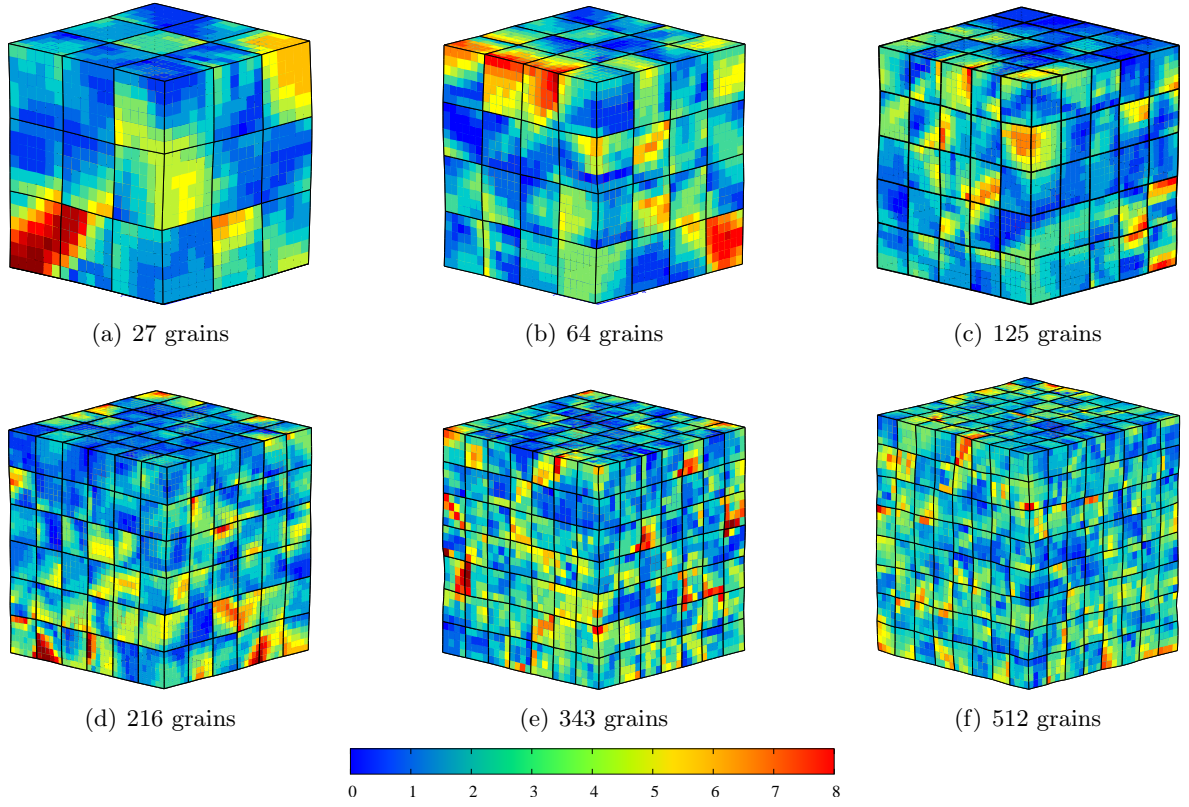 (a) 27 grains
(b) 64 grains
(c) 125 grains
(d) 216 grains
(e) 343 grains
(f) 512 grains
0 1 2 3 4 5 6 7 8